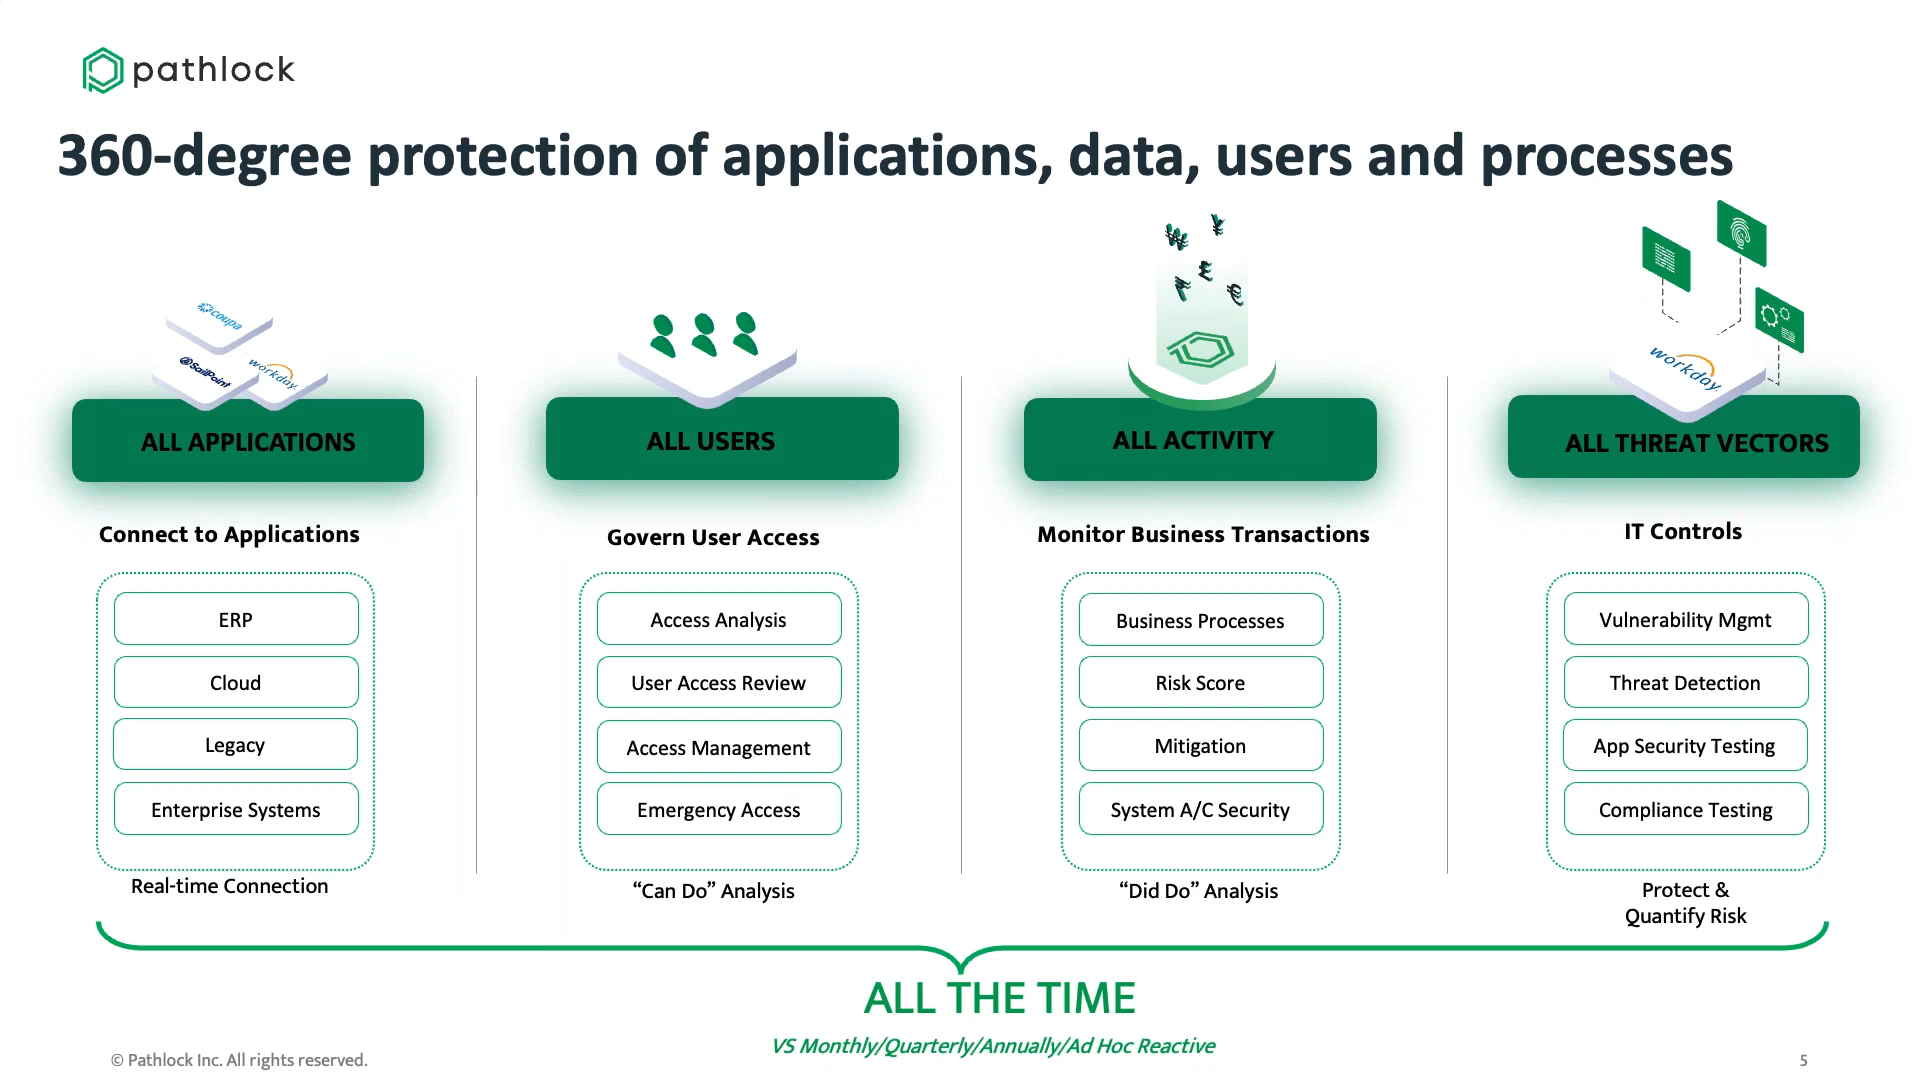 pathlock
360-degree protection of applications, data, users and processes
coupa
SailPoint
workday.
ALL APPLICATIONS
Connect to Applications
ERP
Cloud
Legacy
Enterprise Systems
Real-time Connection
ALL USERS
Govern User Access
Access Analysis
User Access Review
Access Management
Emergency Access
“Can Do” Analysis
₩
¥
£
₹
€
ALL ACTIVITY
Monitor Business Transactions
Business Processes
Risk Score
Mitigation
System A/C Security
“Did Do” Analysis
workday.
ALL THREAT VECTORS
IT Controls
Vulnerability Mgmt
Threat Detection
App Security Testing
Compliance Testing
Protect &
Quantify Risk
ALL THE TIME
VS Monthly/Quarterly/Annually/Ad Hoc Reactive
© Pathlock Inc. All rights reserved.
5